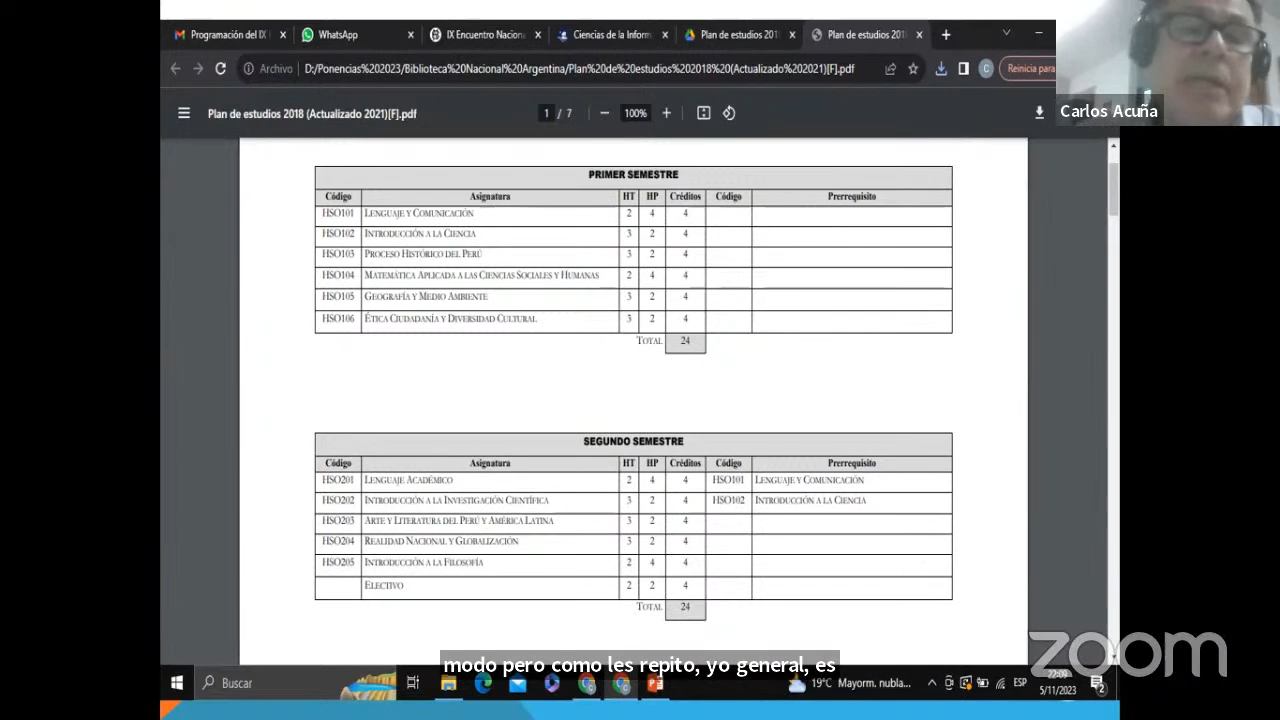 Programación del IX
WhatsApp
IX Encuentro Nacion
Ciencias de la Inform
Plan de estudios 201
Plan de estudios 201
Archivo
D:/Ponencias%202023/Biblioteca%20Nacional%20Argentina/Plan%20de%20estudios%202018%20(Actualizado%202021)[F].pdf
Reinicia para
Plan de estudios 2018 (Actualizado 2021)[F].pdf
1 / 7
100%
Carlos Acuña
PRIMER SEMESTRE
Código Asignatura HT HP Créditos Código Prerrequisito
HSO101 LENGUAJE Y COMUNICACIÓN 2 4 4
HSO102 INTRODUCCIÓN A LA CIENCIA 3 2 4
HSO103 PROCESO HISTÓRICO DEL PERÚ 3 2 4
HSO104 MATEMÁTICA APLICADA A LAS CIENCIAS SOCIALES Y HUMANAS 2 4 4
HSO105 GEOGRAFÍA Y MEDIO AMBIENTE 3 2 4
HSO106 ÉTICA CIUDADANÍA Y DIVERSIDAD CULTURAL 3 2 4
TOTAL 24
SEGUNDO SEMESTRE
Código Asignatura HT HP Créditos Código Prerrequisito
HSO201 LENGUAJE ACADÉMICO 2 4 4 HSO101 LENGUAJE Y COMUNICACIÓN
HSO202 INTRODUCCIÓN A LA INVESTIGACIÓN CIENTÍFICA 3 2 4 HSO102 INTRODUCCIÓN A LA CIENCIA
HSO203 ARTE Y LITERATURA DEL PERÚ Y AMÉRICA LATINA 3 2 4
HSO204 REALIDAD NACIONAL Y GLOBALIZACIÓN 3 2 4
HSO205 INTRODUCCIÓN A LA FILOSOFÍA 2 4 4
ELECTIVO 2 2 4
TOTAL 24
zoom
modo pero como les repito, yo general, es
Buscar
19°C Mayorm. nubla...
ESP
22:09
5/11/2023
2